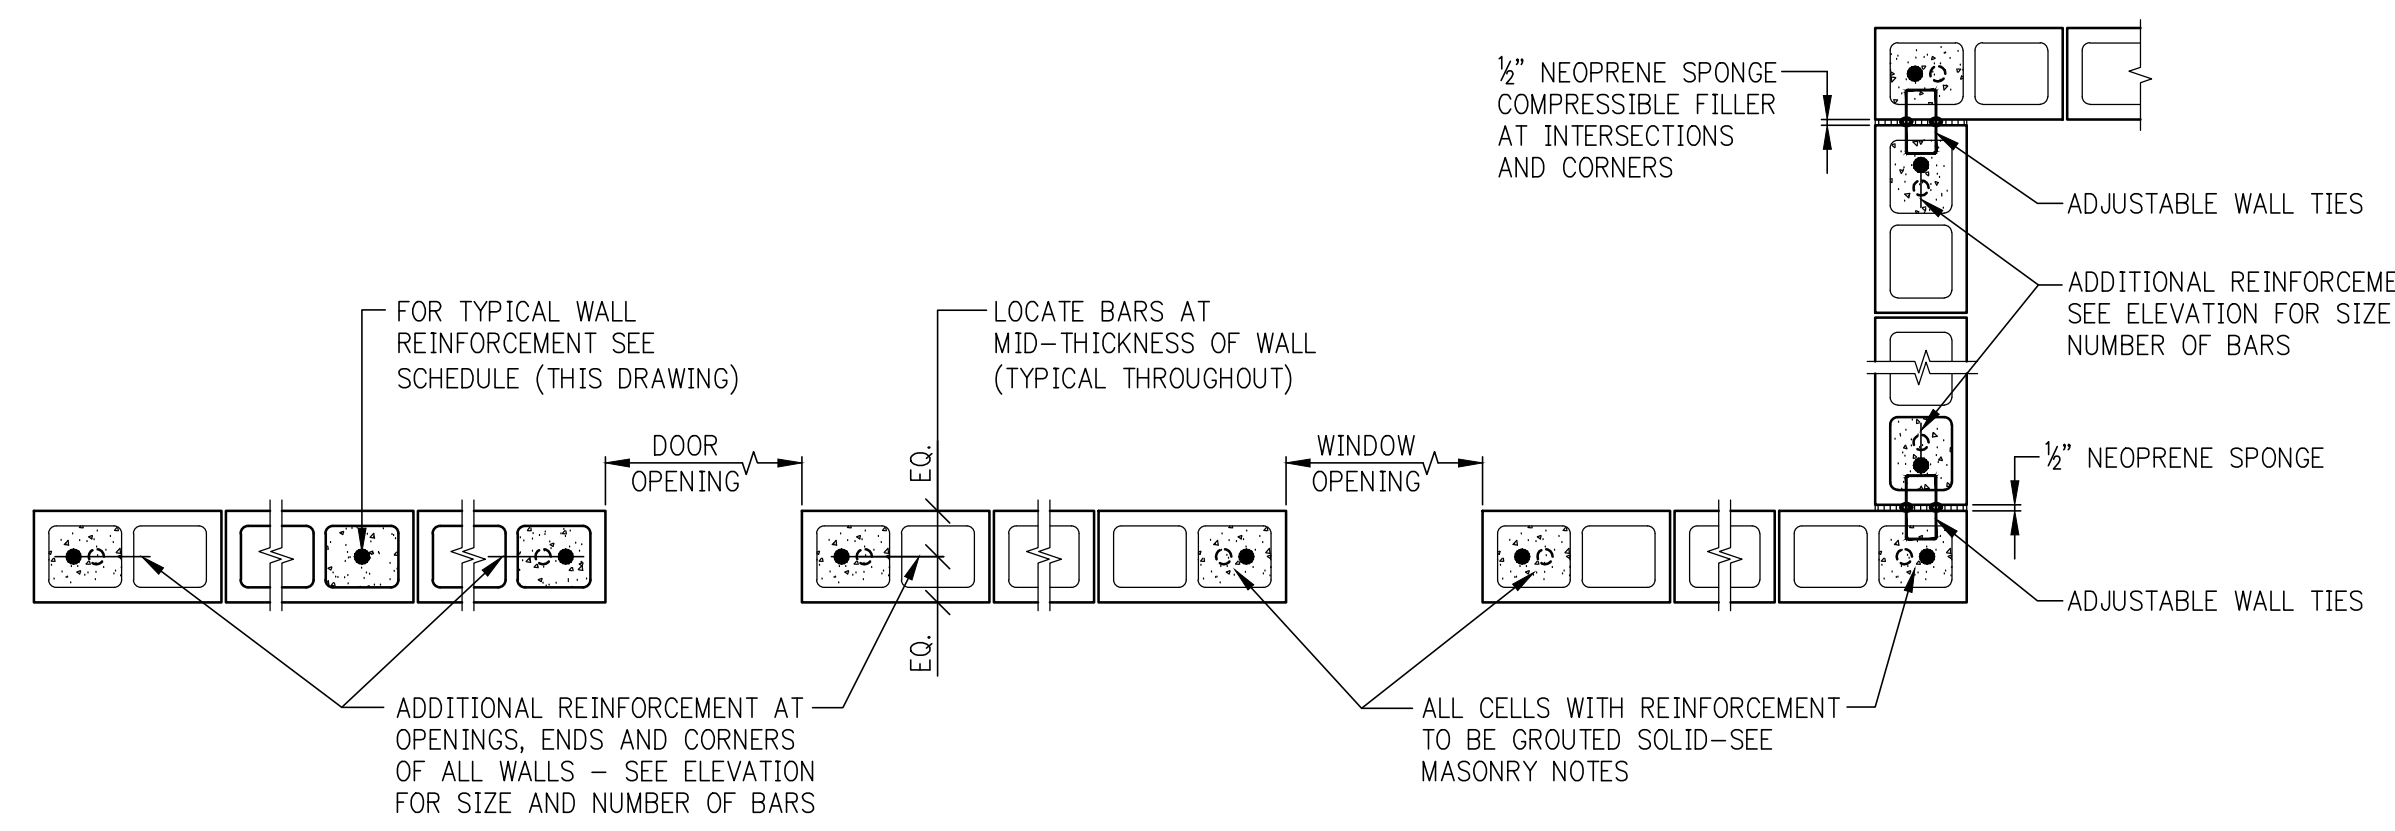 ½” NEOPRENE SPONGE
COMPRESSIBLE FILLER
AT INTERSECTIONS
AND CORNERS
ADJUSTABLE WALL TIES
ADDITIONAL
SEE ELEVATION FOR SIZE
NUMBER OF BARS
FOR TYPICAL WALL
REINFORCEMENT SEE
SCHEDULE (THIS DRAWING)
LOCATE BARS AT
MID-THICKNESS OF WALL
(TYPICAL THROUGHOUT)
DOOR
OPENING
EQ.
WINDOW
OPENING
½” NEOPRENE SPONGE
ADJUSTABLE WALL TIES
EQ.
ADDITIONAL REINFORCEMENT AT
OPENINGS, ENDS AND CORNERS
OF ALL WALLS – SEE ELEVATION
FOR SIZE AND NUMBER OF BARS
ALL CELLS WITH REINFORCEMENT
TO BE GROUTED SOLID–SEE
MASONRY NOTES